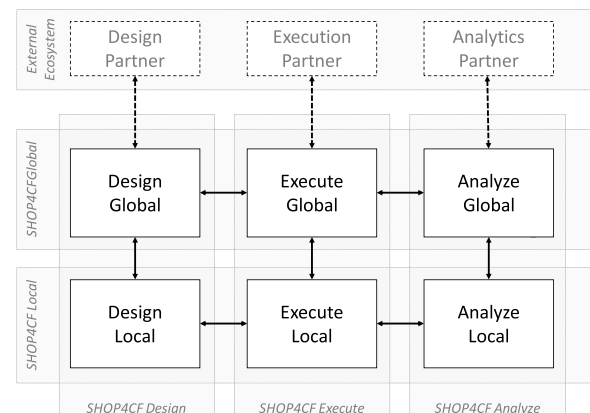 External
Ecosystem
Design
Partner
Execution
Partner
Analytics
Partner
SHOP4CFGlobal
Design
Global
Execute
Global
Analyze
Global
SHOP4CF Local
Design
Local
Execute
Local
Analyze
Local
SHOP4CF Design
SHOP4CF Execute
SHOP4CF Analyze